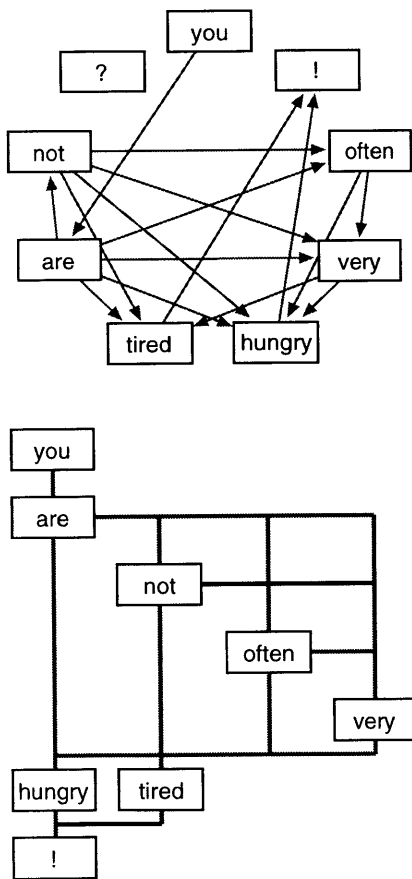 you
?
!
not
often
are
very
tired
hungry
you
are
not
often
very
hungry
tired
!